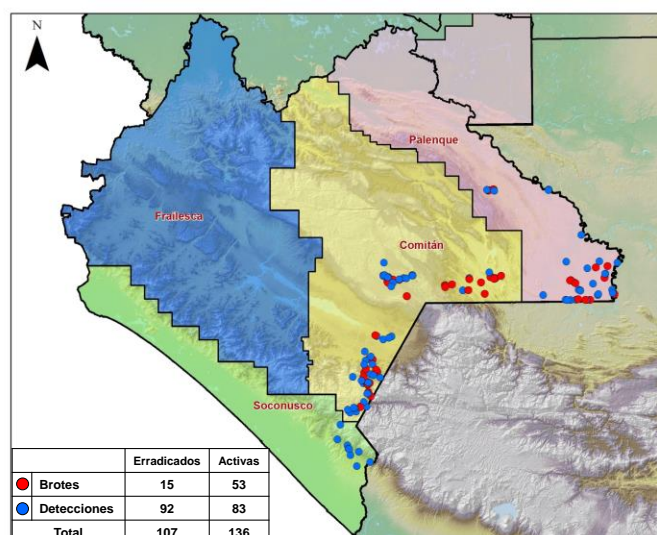 N
Palenque
Frailesca
Comitán
Soconusco
Erradicados Activas
Brotes 15 53
Detecciones 92 83
Total 107 136